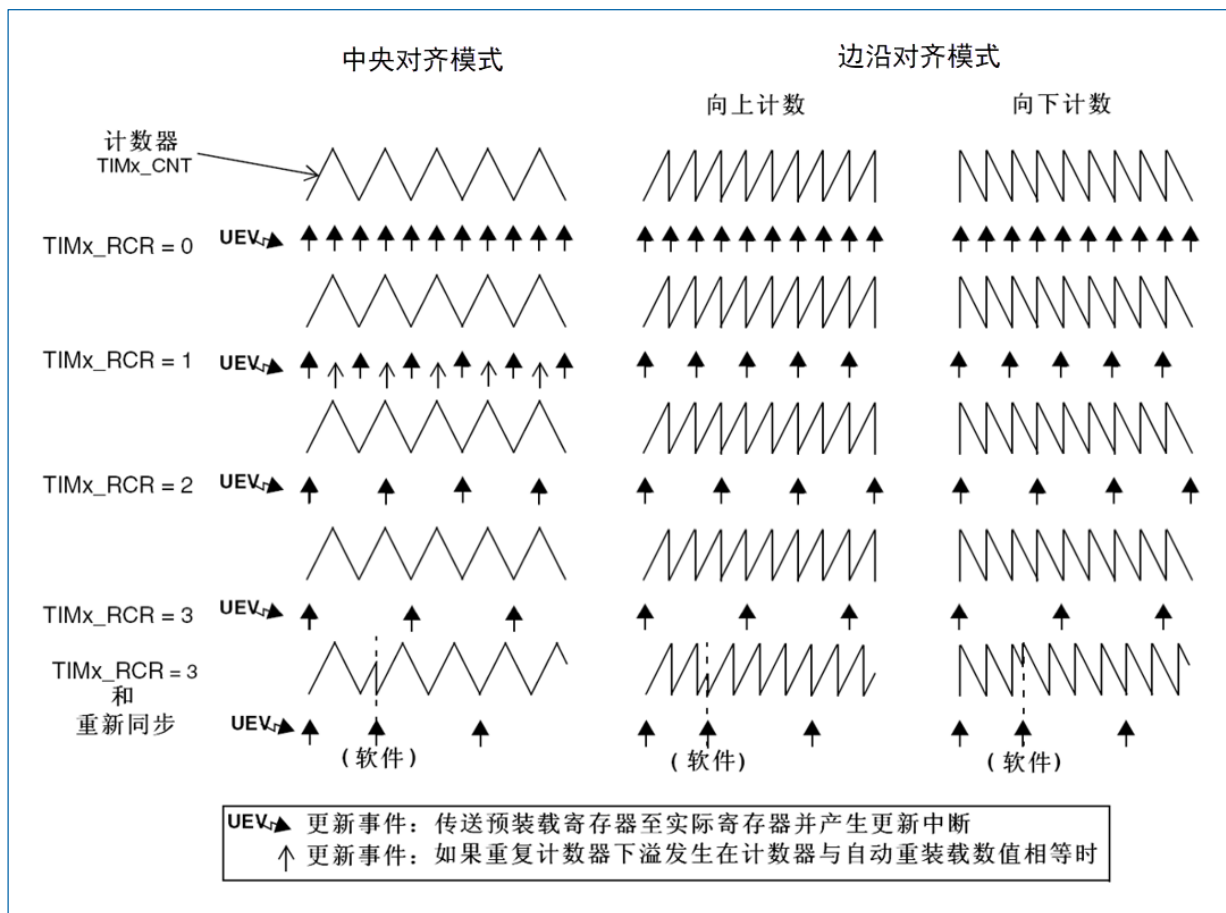 中央对齐模式
边沿对齐模式
向上计数
向下计数
计数器
TIMx_CNT
TIMx_RCR = 0
UEV
TIMx_RCR = 1
UEV
TIMx_RCR = 2
UEV
TIMx_RCR = 3
UEV
TIMx_RCR = 3
和
重新同步
UEV
(软件)
(软件)
(软件)
UEV 更新事件：传送预装载寄存器至实际寄存器并产生更新中断
更新事件：如果重复计数器下溢发生在计数器与自动重装载数值相等时